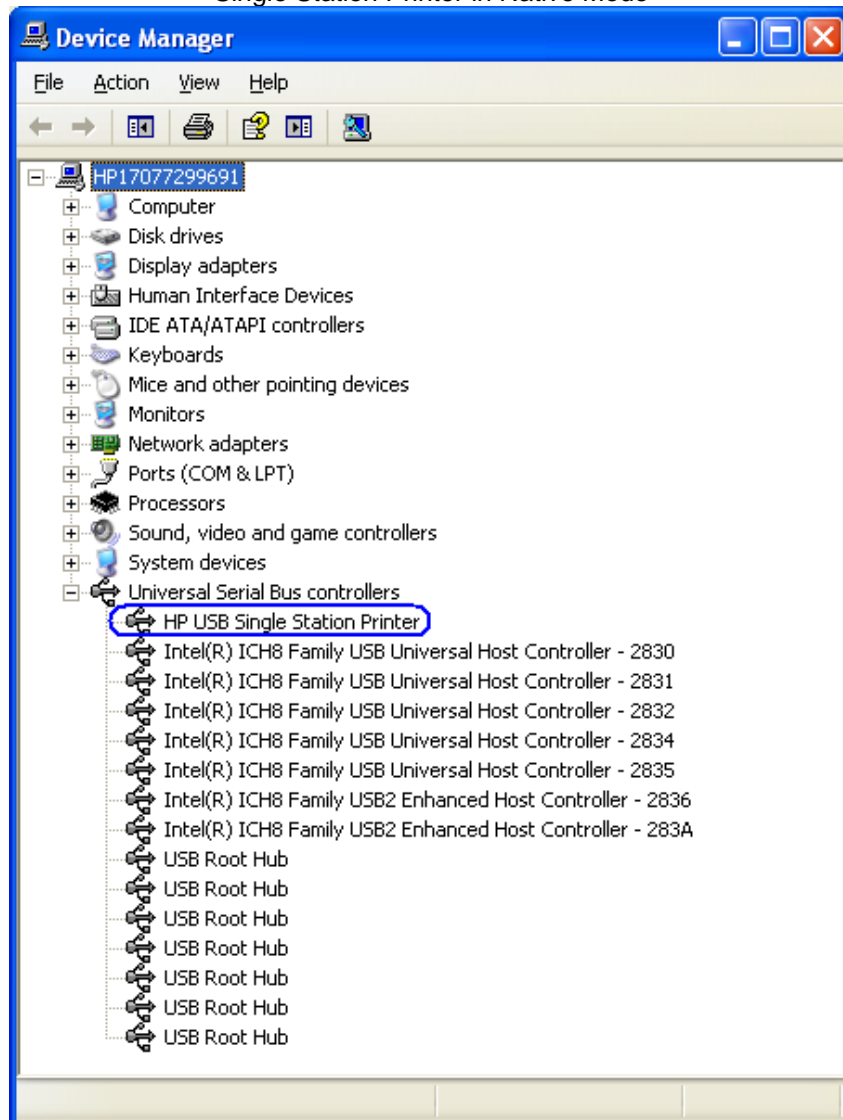 Single Station Printer in Native Mode
Device Manager
File Action View Help
HP17077299691
Computer
Disk drives
Display adapters
Human Interface Devices
IDE ATA/ATAPI controllers
Keyboards
Mice and other pointing devices
Monitors
Network adapters
Ports (COM & LPT)
Processors
Sound, video and game controllers
System devices
Universal Serial Bus controllers
HP USB Single Station Printer
Intel(R) ICH8 Family USB Universal Host Controller - 2830
Intel(R) ICH8 Family USB Universal Host Controller - 2831
Intel(R) ICH8 Family USB Universal Host Controller - 2832
Intel(R) ICH8 Family USB Universal Host Controller - 2834
Intel(R) ICH8 Family USB Universal Host Controller - 2835
Intel(R) ICH8 Family USB2 Enhanced Host Controller - 2836
Intel(R) ICH8 Family USB2 Enhanced Host Controller - 283A
USB Root Hub
USB Root Hub
USB Root Hub
USB Root Hub
USB Root Hub
USB Root Hub
USB Root Hub